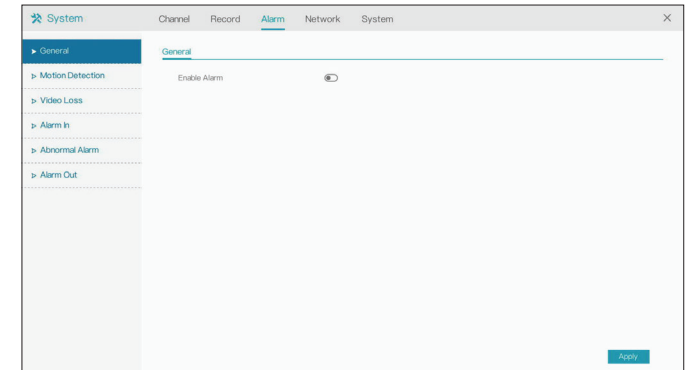 System
Channel Record Alarm Network System
General
Motion Detection
Video Loss
Alarm In
Abnormal Alarm
Alarm Out
General
Enable Alarm
Apply